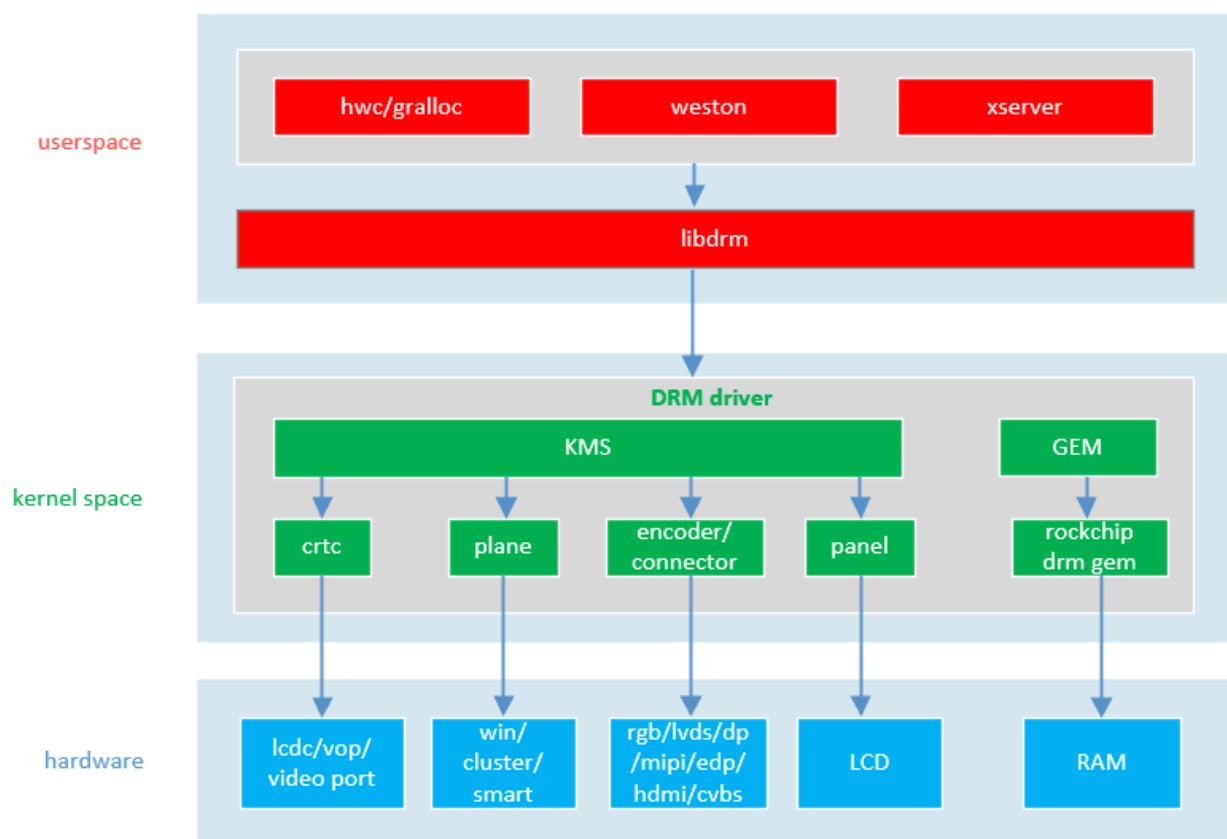 hwc/gralloc
weston
xserver
userspace
libdrm
DRM driver
KMS
GEM
kernel space
crtc
plane
encoder/
connector
panel
rockchip
drm gem
hardware
lcdc/vop/
video port
win/
cluster/
smart
rgb/lvds/dp
/mipi/edp/
hdmi/cvbs
LCD
RAM